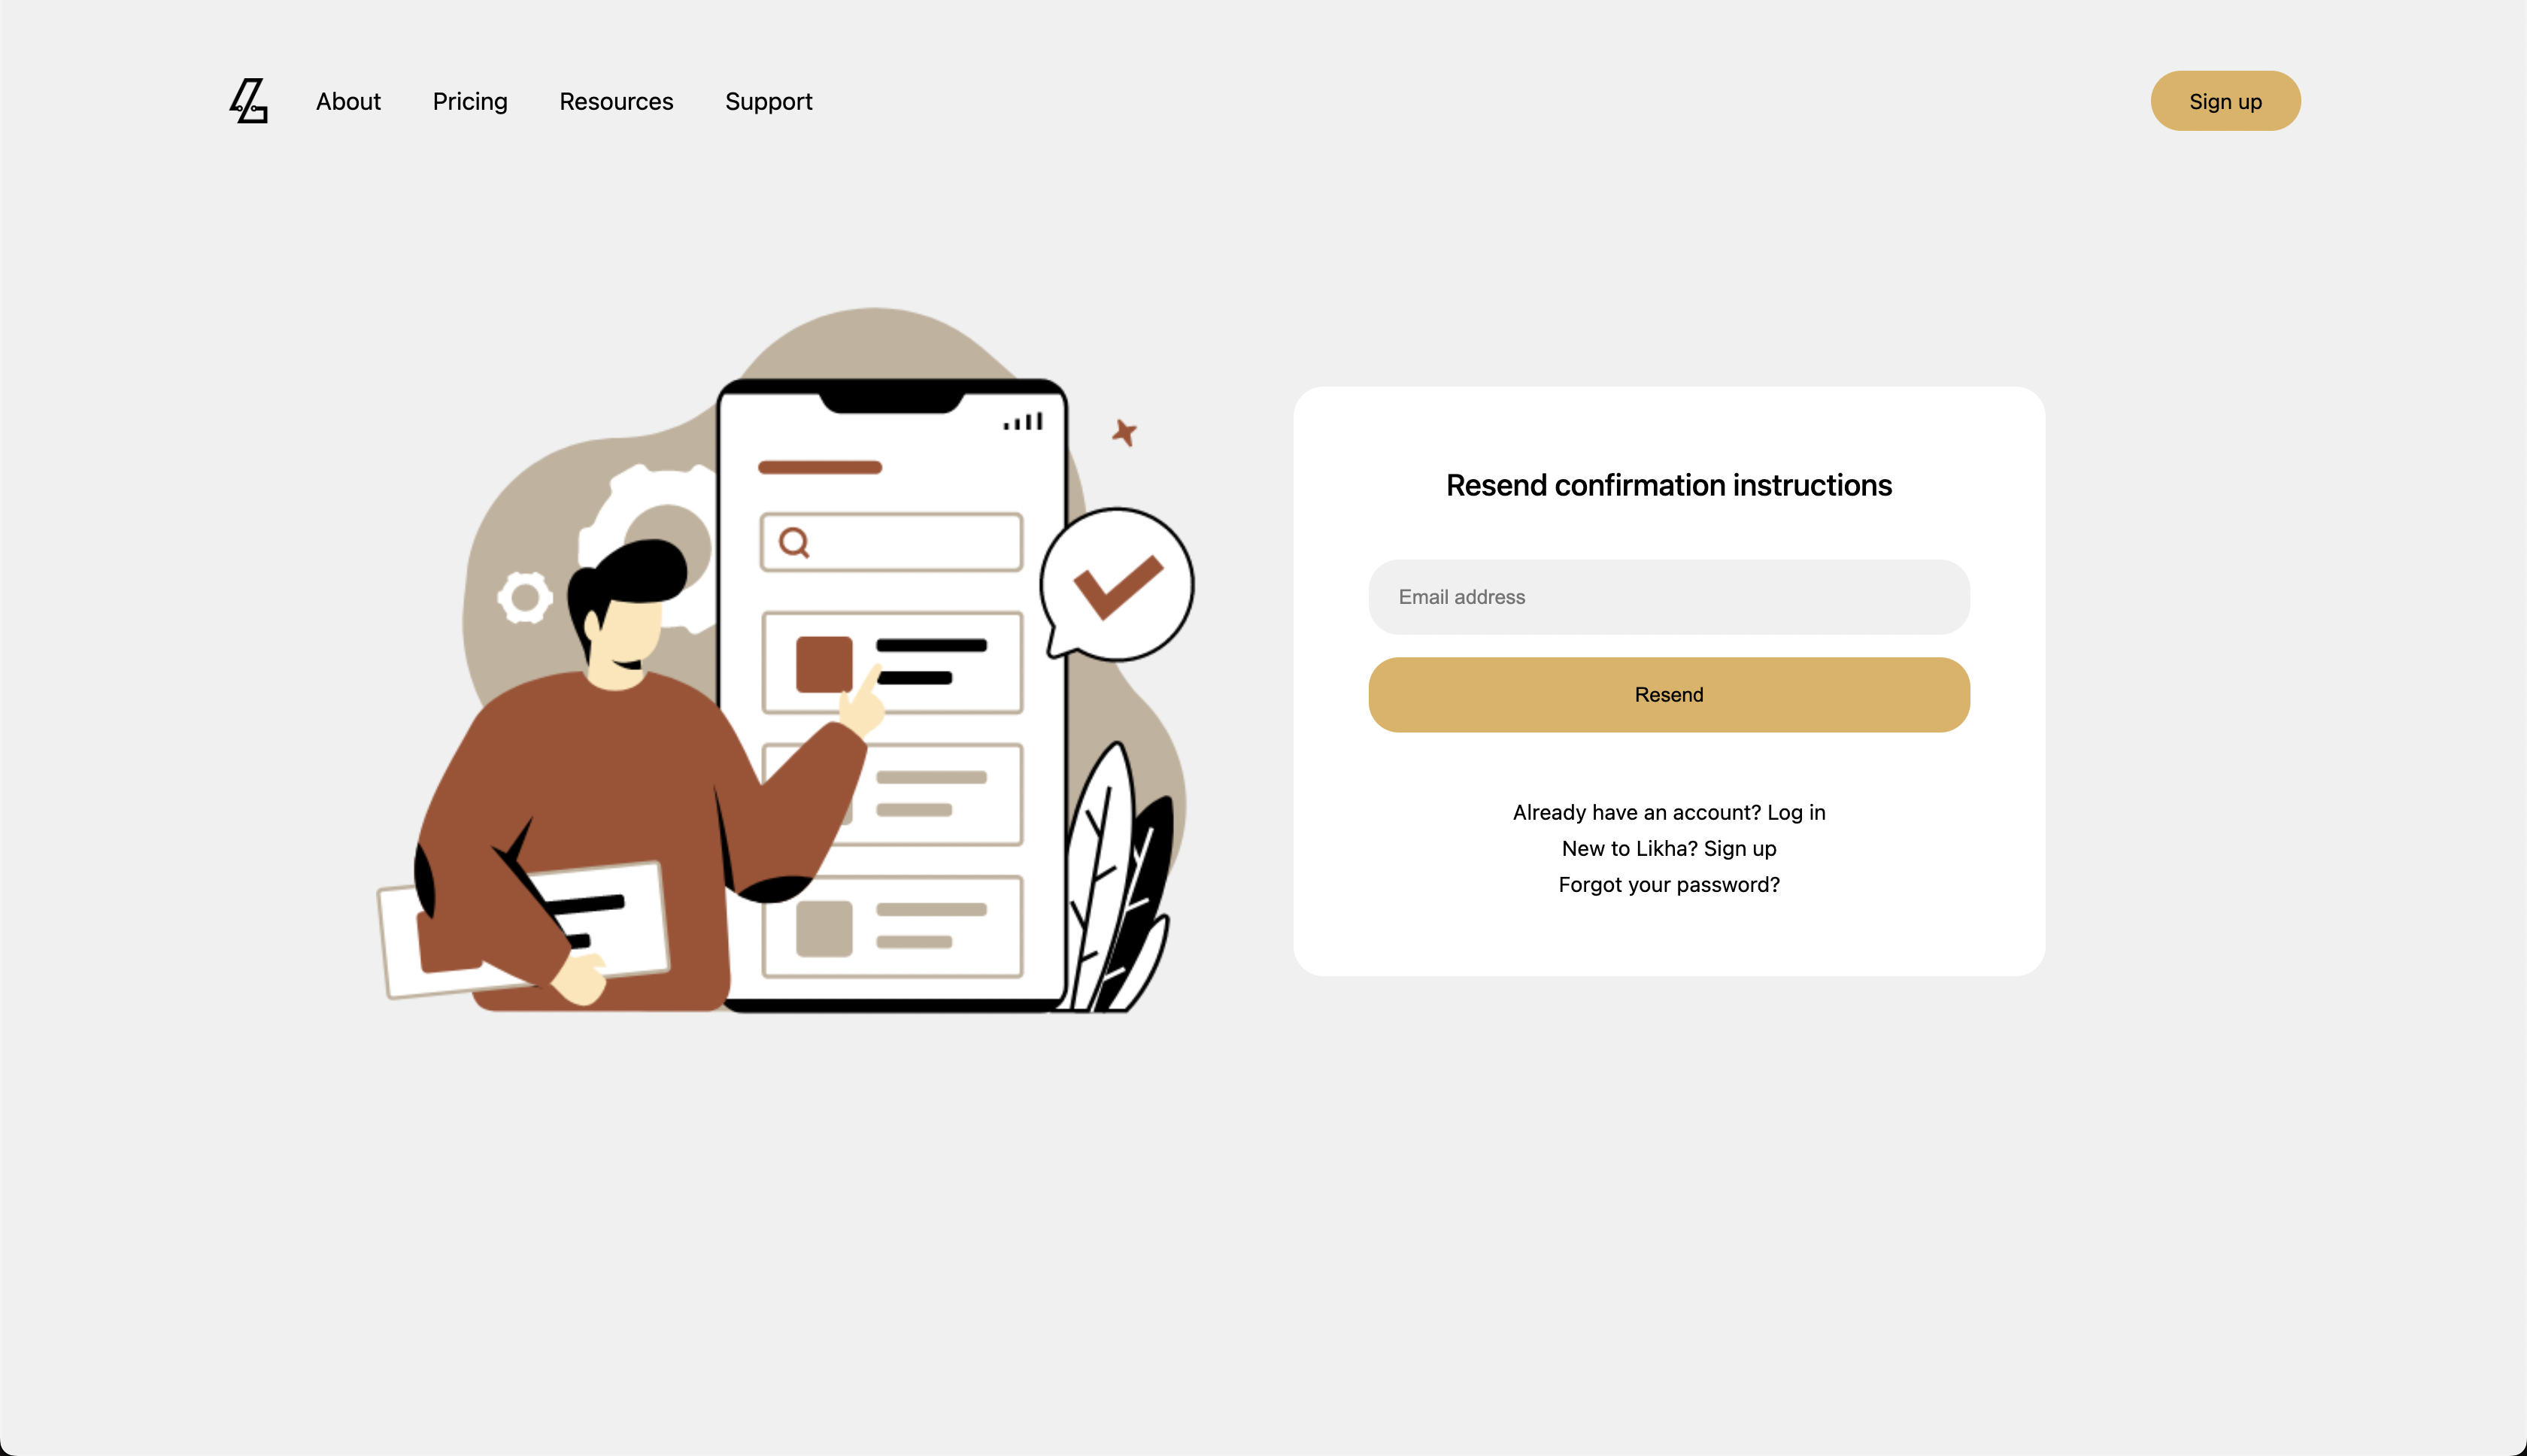 About
Pricing
Resources
Support
Sign up
Resend confirmation instructions
Email address
Resend
Already have an account? Log in
New to Likha? Sign up
Forgot your password?